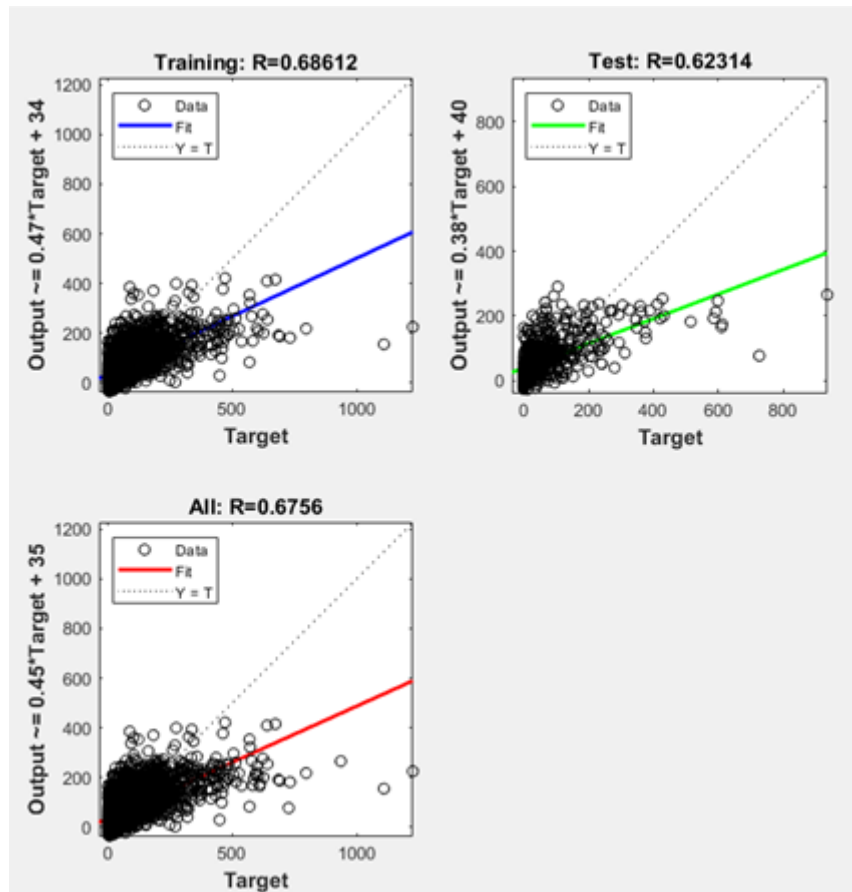 Training: R=0.68612
Output ~= 0.47*Target + 34
1200
1000
800
600
400
200
0
Data
Fit
Y = T
0
500
1000
Target
Test: R=0.62314
Output ~= 0.38*Target + 40
800
600
400
200
0
Data
Fit
Y = T
0
200
400
600
800
Target
All: R=0.6756
Output ~= 0.45*Target + 35
1200
1000
800
600
400
200
0
Data
Fit
Y = T
0
500
1000
Target